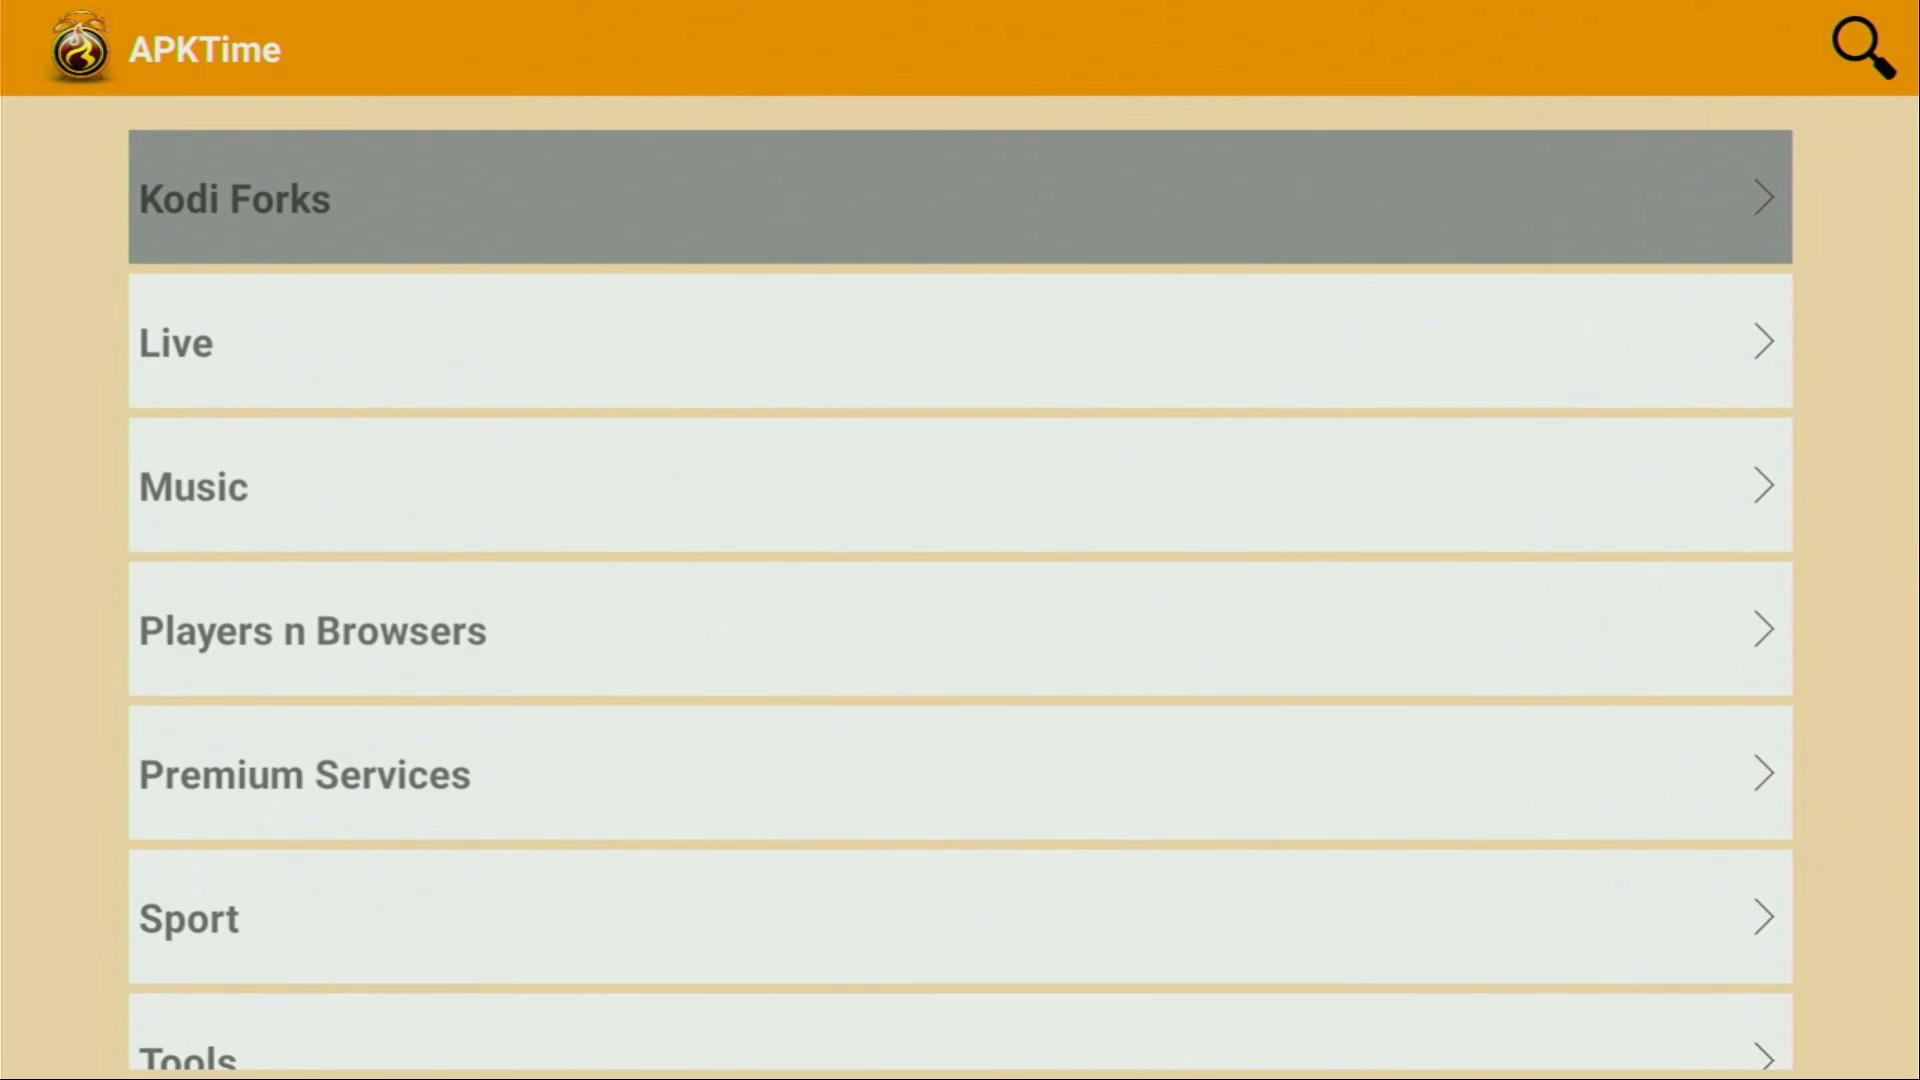 APKTime
Kodi Forks
Live
Music
Players n Browsers
Premium Services
Sport
Tools